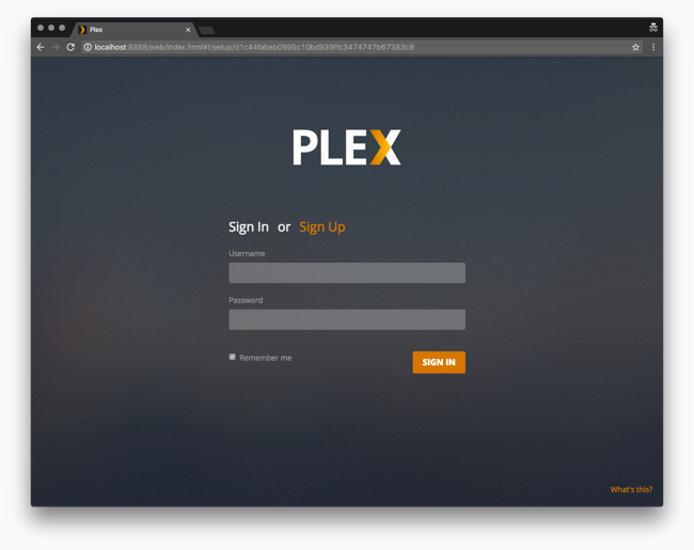 Plex
localhost:8888/web/index.html#!/setup/d1c44fabeb0995c10bd939ffc3474747b67383c9
PLEX
Sign In or Sign Up
Username
Password
Remember me
SIGN IN
What's this?